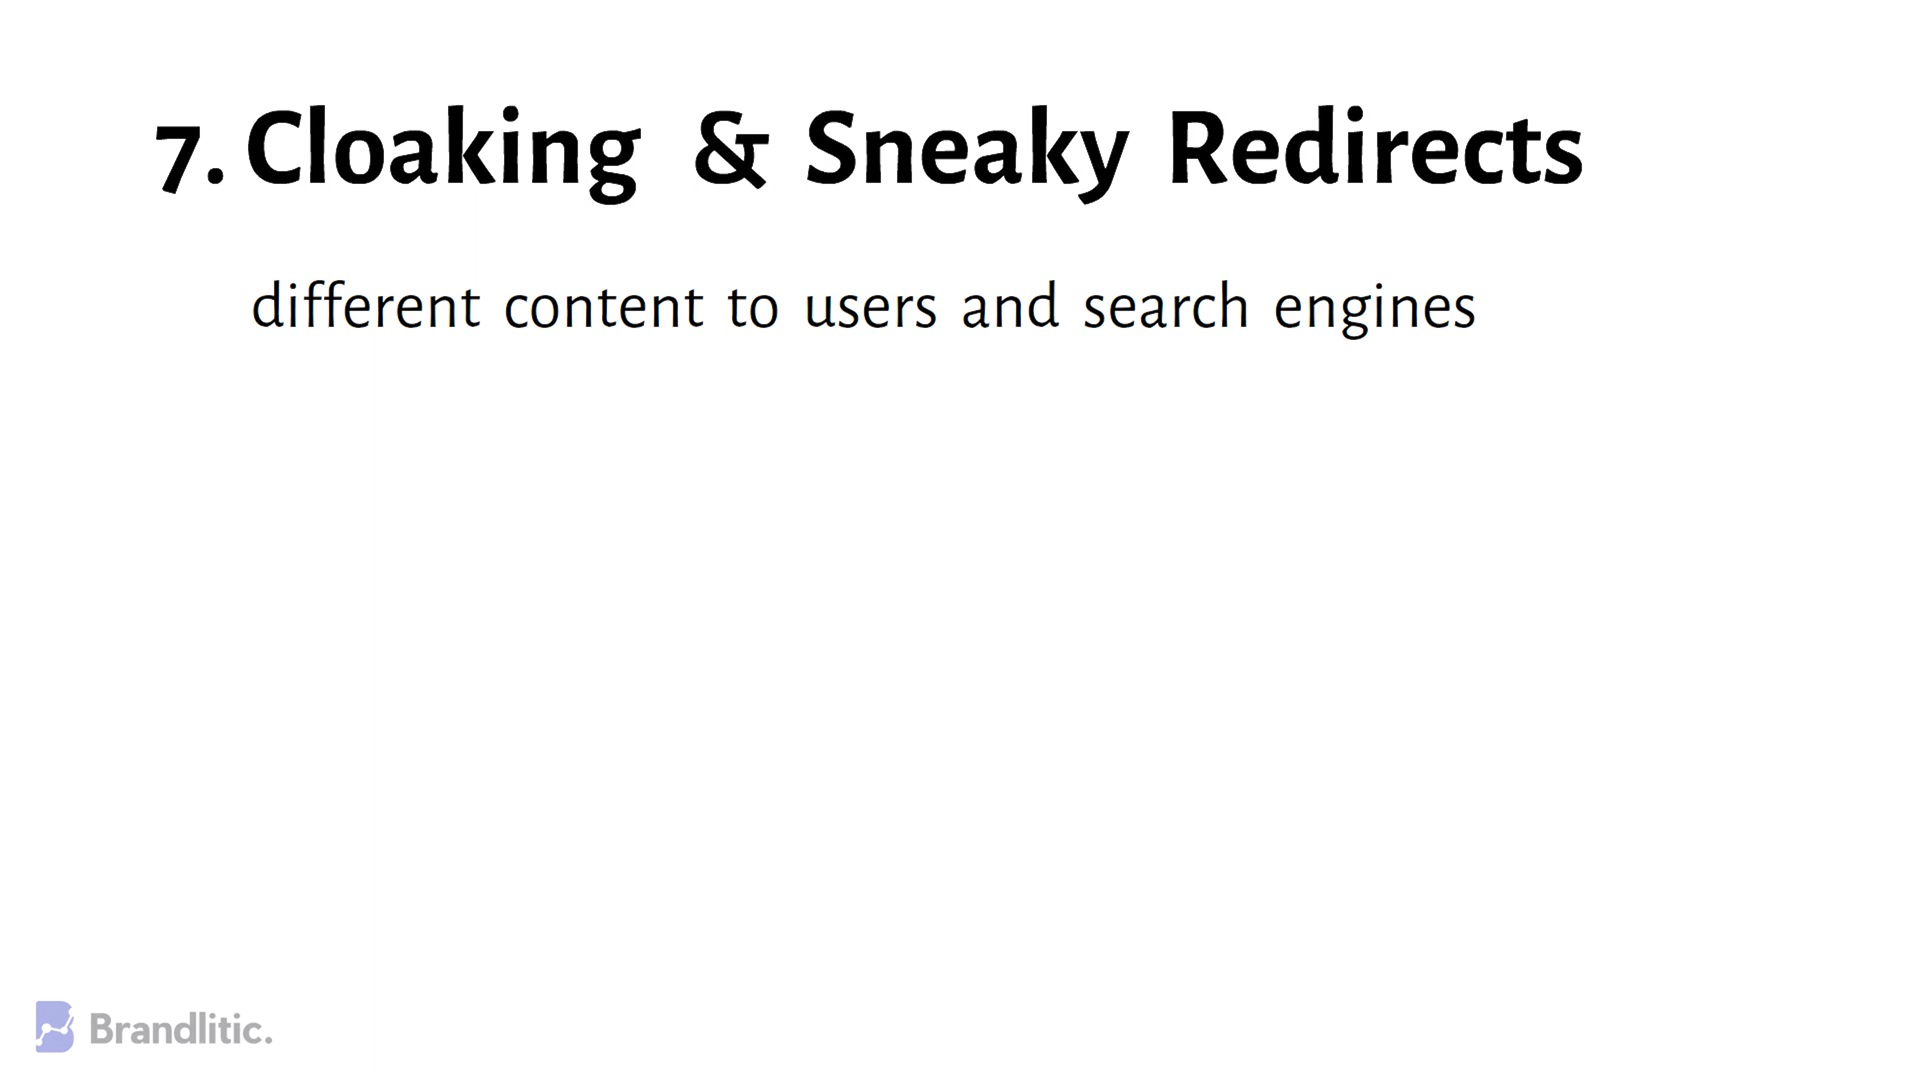 7. Cloaking & Sneaky Redirects
different content to users and search engines
Brandlitic.